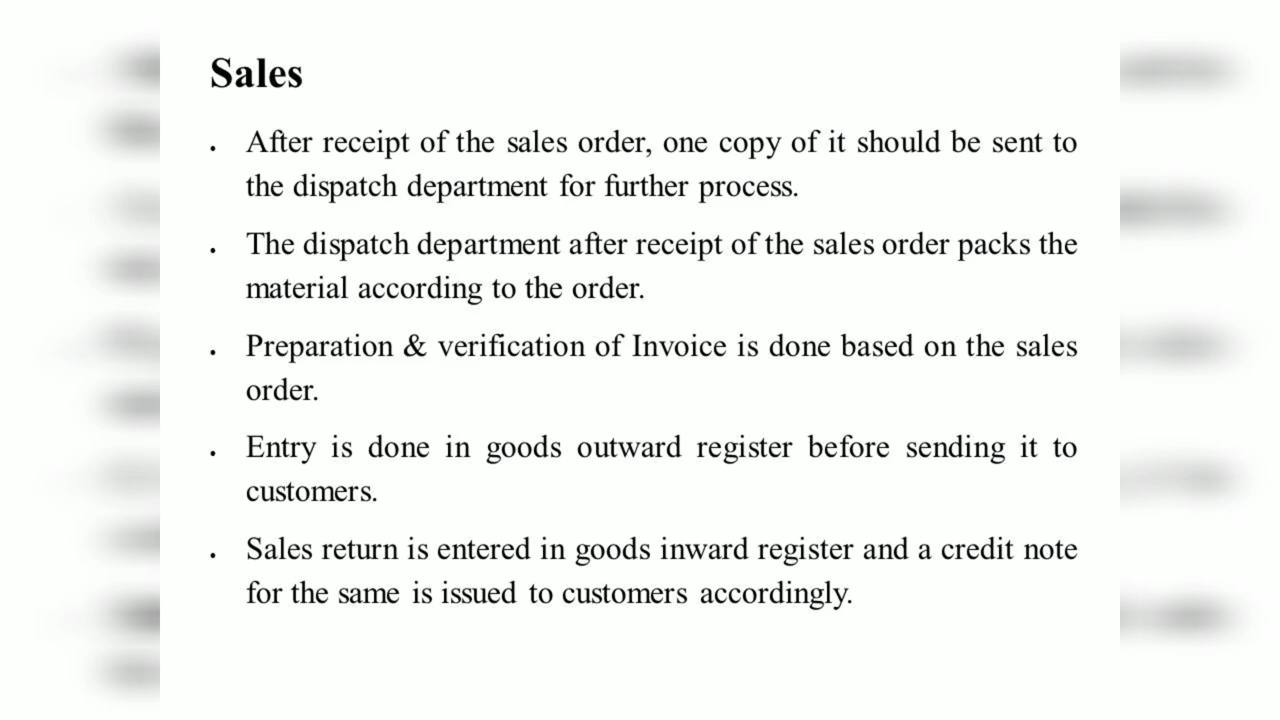 Sales
• After receipt of the sales order, one copy of it should be sent to
the dispatch department for further process.
• The dispatch department after receipt of the sales order packs the
material according to the order.
• Preparation & verification of Invoice is done based on the sales
order.
• Entry is done in goods outward register before sending it to
customers.
• Sales return is entered in goods inward register and a credit note
for the same is issued to customers accordingly.